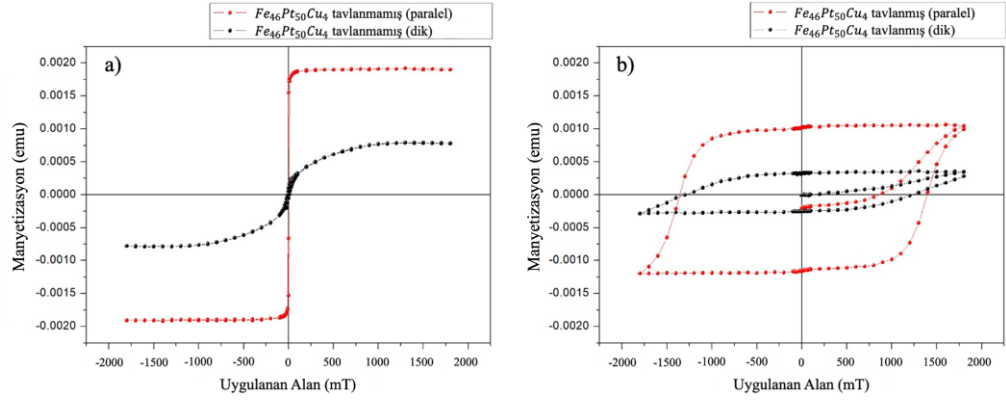 Fe₄₆Pt₅₀Cu₄ tavlanmamış (paralel)
Fe₄₆Pt₅₀Cu₄ tavlanmamış (dik)
a)
0.0020
0.0015
0.0010
0.0005
0.0000
-0.0005
-0.0010
-0.0015
-0.0020
Manyetizasyon (emu)
-2000 -1500 -1000 -500 0 500 1000 1500 2000
Uygulanan Alan (mT)
Fe₄₆Pt₅₀Cu₄ tavlanmış (paralel)
Fe₄₆Pt₅₀Cu₄ tavlanmış (dik)
b)
0.0020
0.0015
0.0010
0.0005
0.0000
-0.0005
-0.0010
-0.0015
-0.0020
Manyetizasyon (emu)
-2000 -1500 -1000 -500 0 500 1000 1500 2000
Uygulanan Alan (mT)